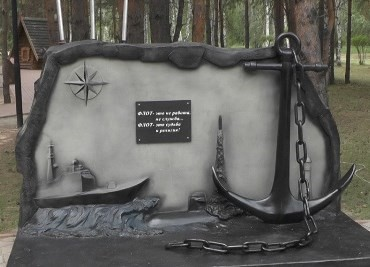 ФЛОТ- это не работа,
не служба...
ФЛОТ- это судьба
и религия!